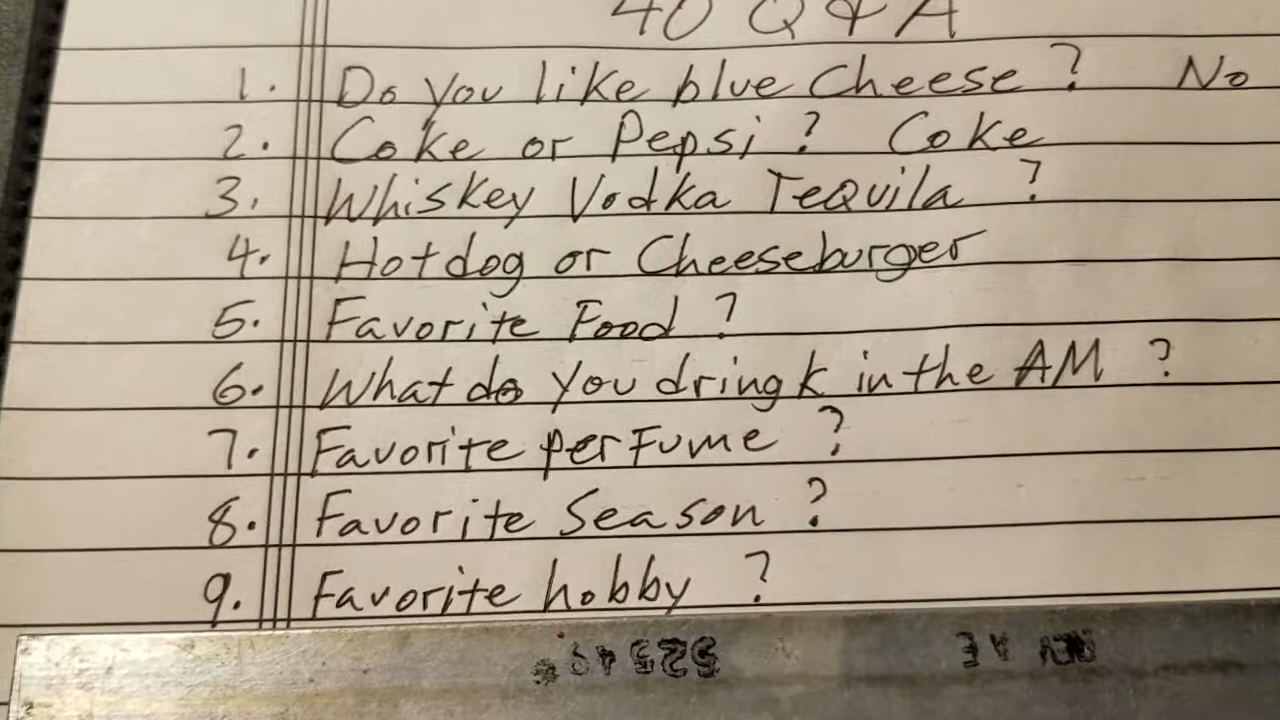 40 Q & A
1. Do you like blue Cheese ? No
2. Coke or Pepsi ? Coke
3. Whiskey Vodka Tequila ?
4. Hotdog or Cheeseburger
5. Favorite Food ?
6. What do you dringk in the AM ?
7. Favorite perfume ?
8. Favorite Season ?
9. Favorite hobby ?